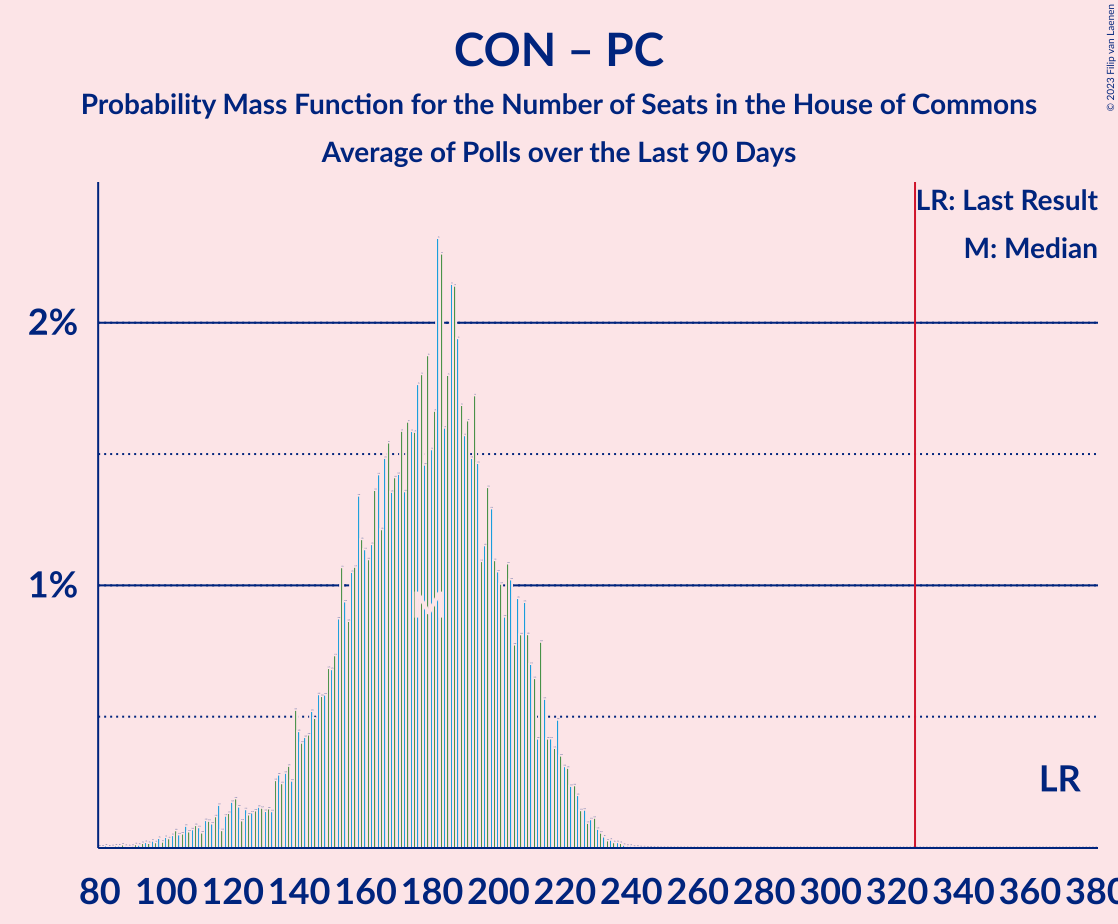 CON – PC
Probability Mass Function for the Number of Seats in the House of Commons
Average of Polls over the Last 90 Days
© 2023 Filip van Laenen
LR: Last Result
M: Median
2%
1%
M
LR
80 100 120 140 160 180 200 220 240 260 280 300 320 340 360 380